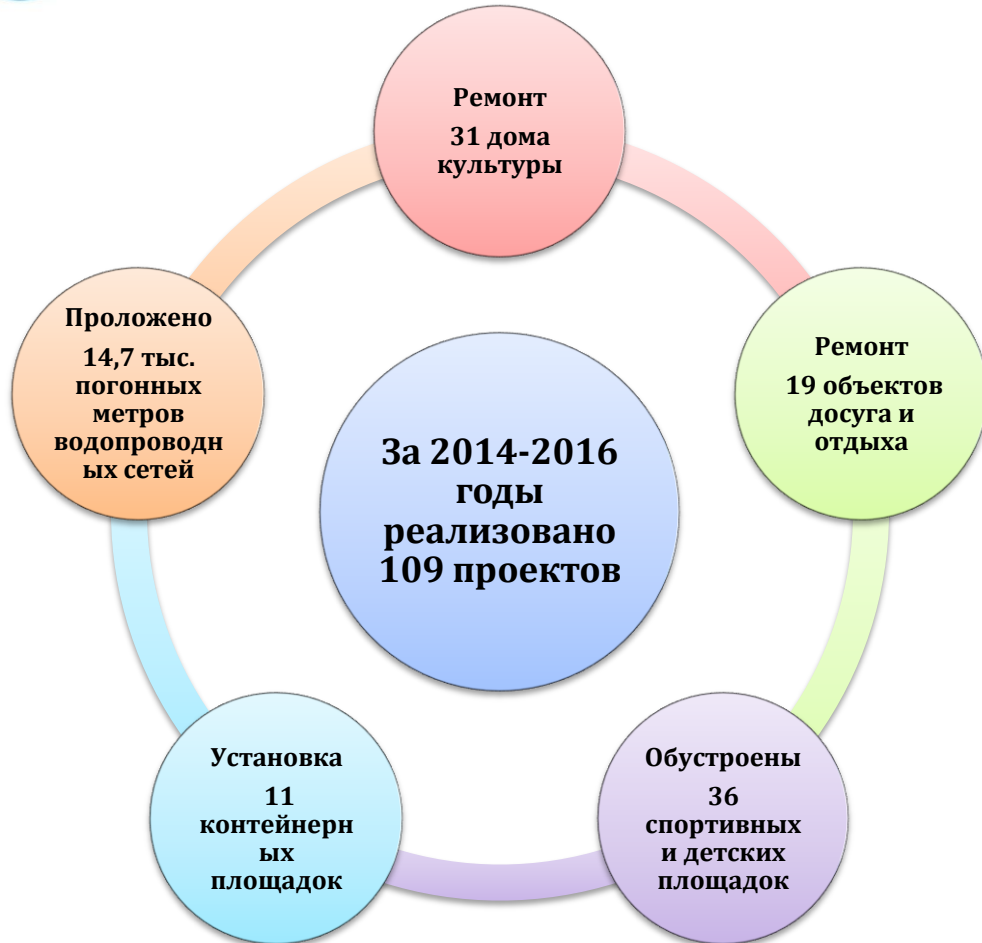 Ремонт
31 дома
культуры
Ремонт
19 объектов
досуга и
отдыха
Обустроены
36
спортивных
и детских
площадок
Установка
11
контейнерн
ых
площадок
Проложено
14,7 тыс.
погонных
метров
водопроводн
ых сетей
За 2014-2016
годы
реализовано
109 проектов